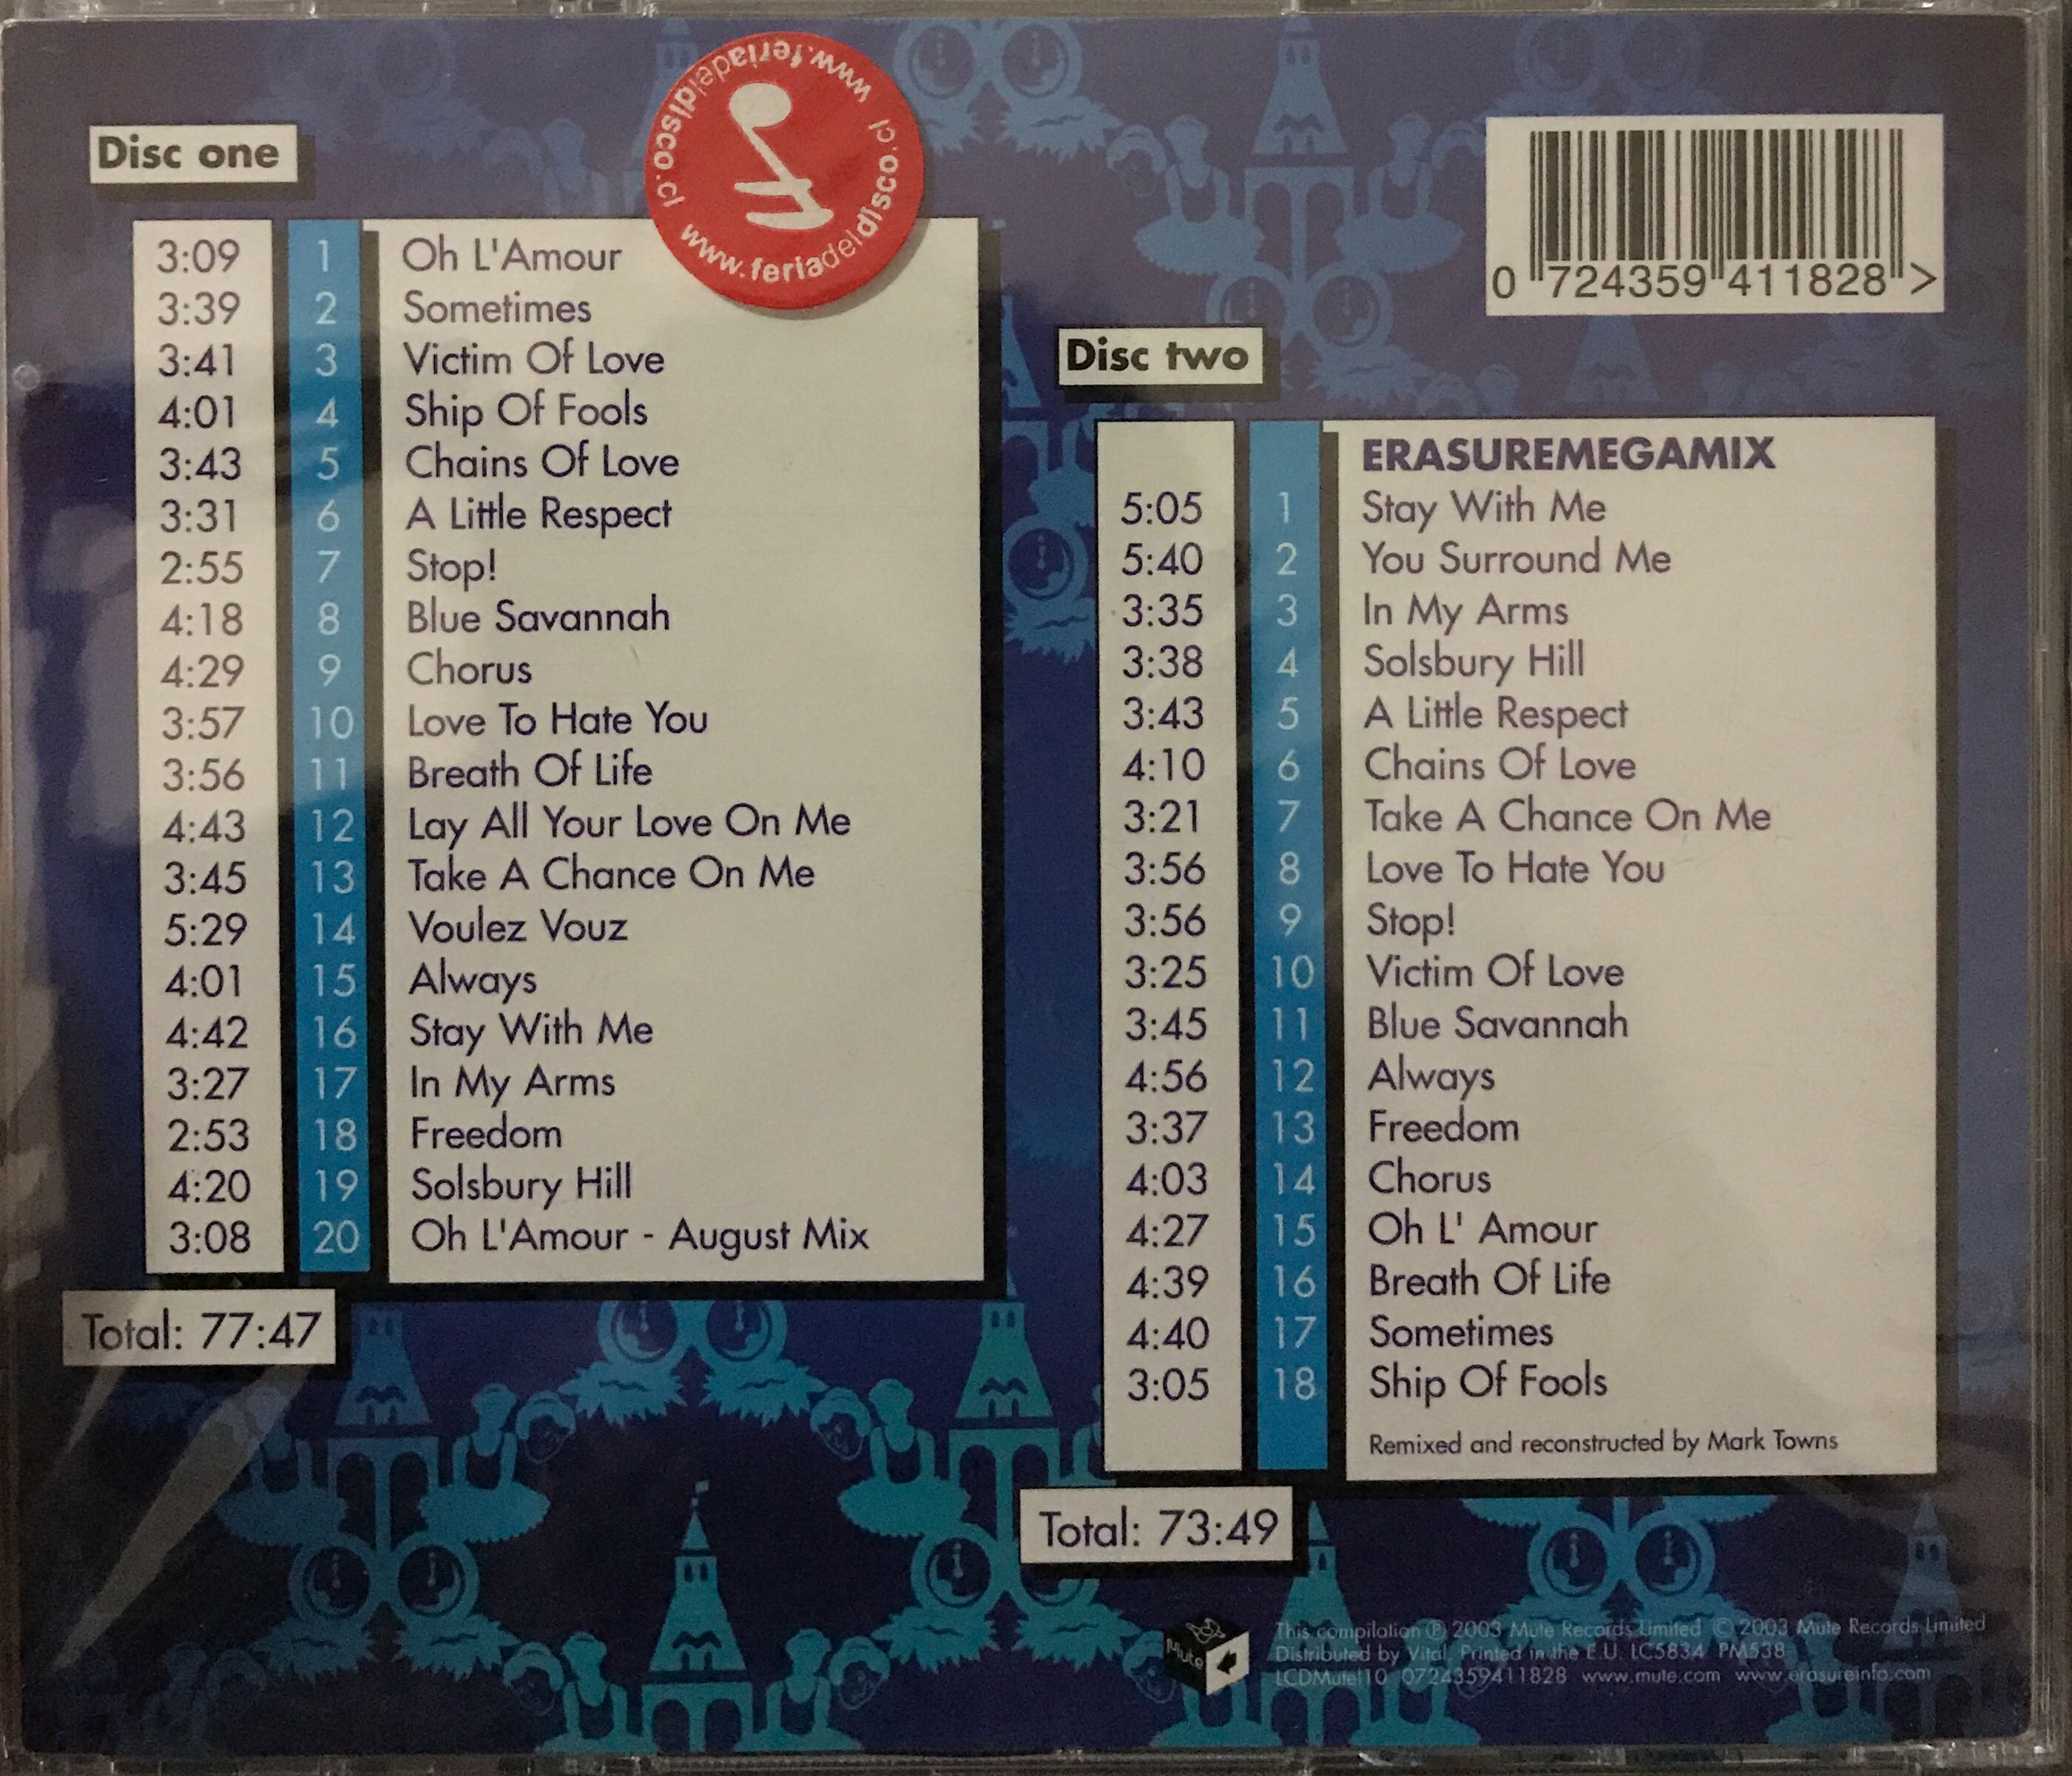 www.feriadeldisco.cl
www.feriadeldisco.cl
Disc one
3:09 1 Oh L'Amour
3:39 2 Sometimes
3:41 3 Victim Of Love
4:01 4 Ship Of Fools
3:43 5 Chains Of Love
3:31 6 A Little Respect
2:55 7 Stop!
4:18 8 Blue Savannah
4:29 9 Chorus
3:57 10 Love To Hate You
3:56 11 Breath Of Life
4:43 12 Lay All Your Love On Me
3:45 13 Take A Chance On Me
5:29 14 Voulez Vouz
4:01 15 Always
4:42 16 Stay With Me
3:27 17 In My Arms
2:53 18 Freedom
4:20 19 Solsbury Hill
3:08 20 Oh L'Amour - August Mix
Total: 77:47
0 724359 411828 >
Disc two
ERASUREMEGAMIX
5:05 1 Stay With Me
5:40 2 You Surround Me
3:35 3 In My Arms
3:38 4 Solsbury Hill
3:43 5 A Little Respect
4:10 6 Chains Of Love
3:21 7 Take A Chance On Me
3:56 8 Love To Hate You
3:56 9 Stop!
3:25 10 Victim Of Love
3:45 11 Blue Savannah
4:56 12 Always
3:37 13 Freedom
4:03 14 Chorus
4:27 15 Oh L' Amour
4:39 16 Breath Of Life
4:40 17 Sometimes
3:05 18 Ship Of Fools
Remixed and reconstructed by Mark Towns
Total: 73:49
Mute
This compilation ℗ 2003 Mute Records Limited © 2003 Mute Records Limited
Distributed by Vital. Printed in the E.U. LC5834 PM538
LCDMutel10 0724359411828 www.mute.com www.erasureinfo.com